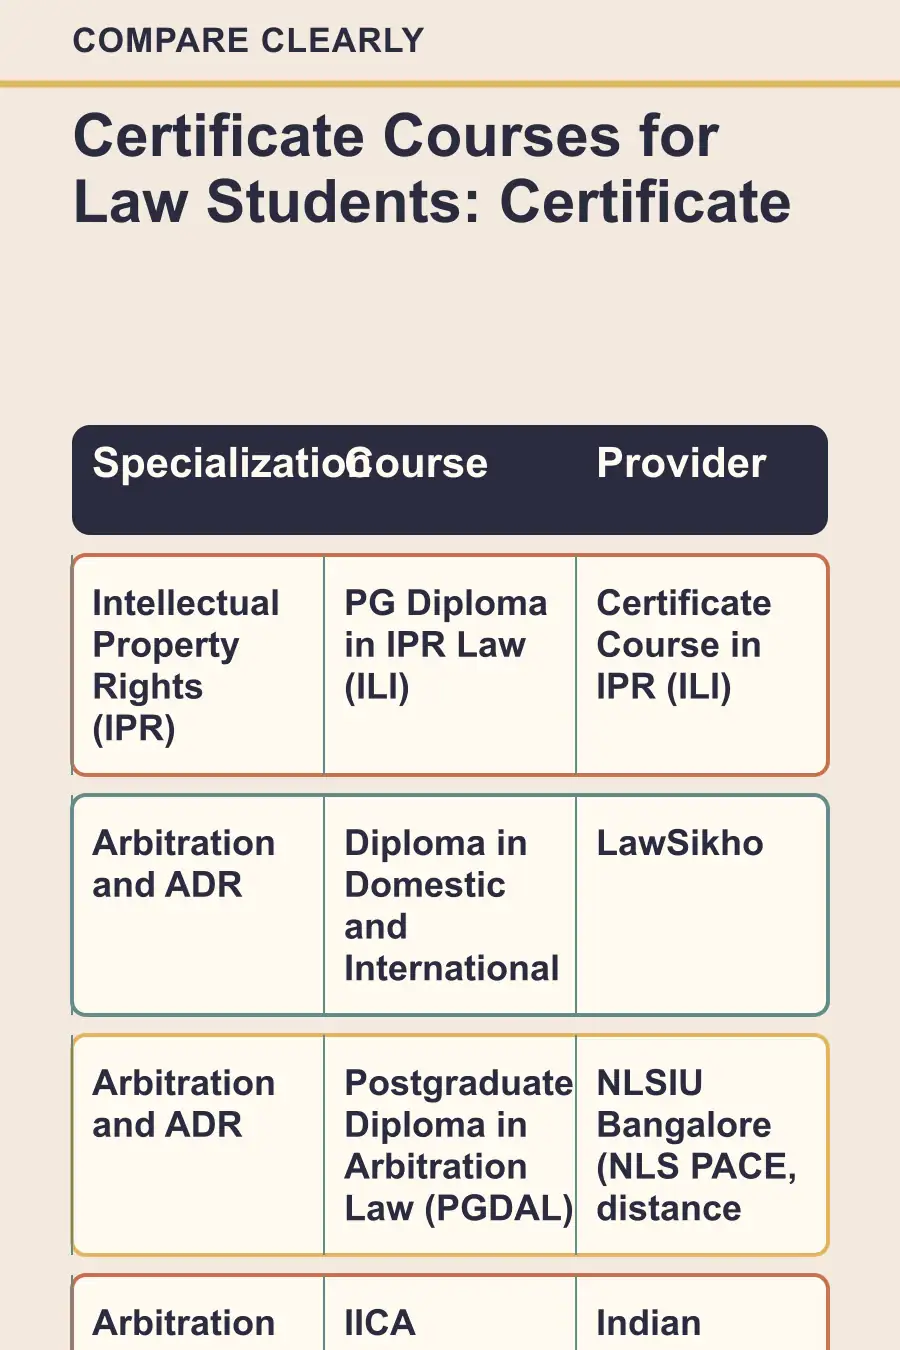 COMPARE CLEARLY
Certificate Courses for
Law Students: Certificate
Specialization Course Provider
Intellectual PG Diploma Certificate
Property in IPR Law Course in
Rights (ILI) IPR (ILI)
(IPR)
Arbitration Diploma in LawSikho
and ADR Domestic
and
International
Arbitration Postgraduate NLSIU
and ADR Diploma in Bangalore
Arbitration (NLS PACE,
Law (PGDAL) distance
Arbitration IICA Indian